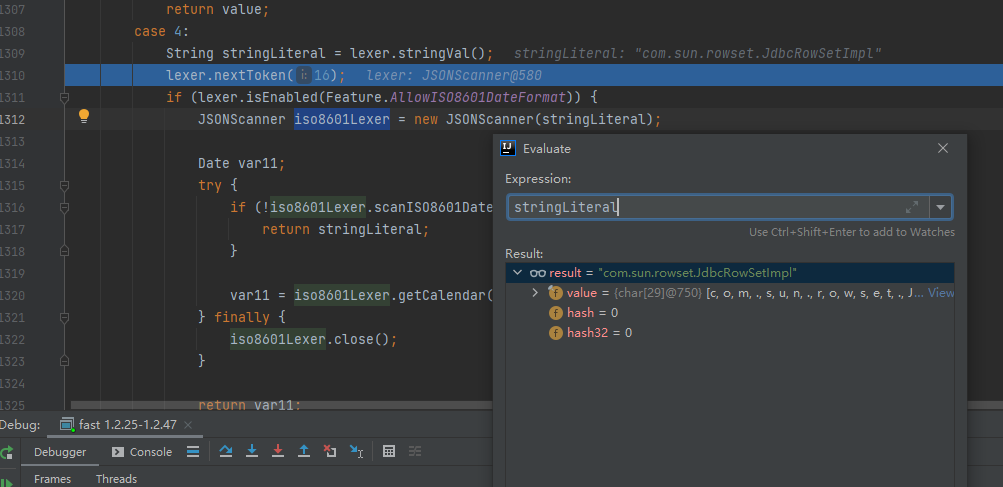 1307 return value;
1308 case 4:
1309 String stringLiteral = lexer.stringVal(); stringLiteral: "com.sun.rowset.JdbcRowSetImpl"
1310 lexer.nextToken( i: 16); lexer: JSONScanner@580
1311 if (lexer.isEnabled(Feature.AllowISO8601DateFormat)) {
1312 JSONScanner iso8601Lexer = new JSONScanner(stringLiteral);
1313
1314 Date var11;
1315 try {
1316 if (!iso8601Lexer.scanISO8601Date
1317 return stringLiteral;
1318 }
1319
1320 var11 = iso8601Lexer.getCalendar(
1321 } finally {
1322 iso8601Lexer.close();
1323 }
1324
1325 return var11;
Evaluate
Expression:
stringLiteral
Use Ctrl+Shift+Enter to add to Watches
Result:
result = "com.sun.rowset.JdbcRowSetImpl"
value = {char[29]@750} [c, o, m, ., s, u, n, ., r, o, w, s, e, t, ., J... View
hash = 0
hash32 = 0
Debug: fast 1.2.25-1.2.47
Debugger Console
Frames Threads